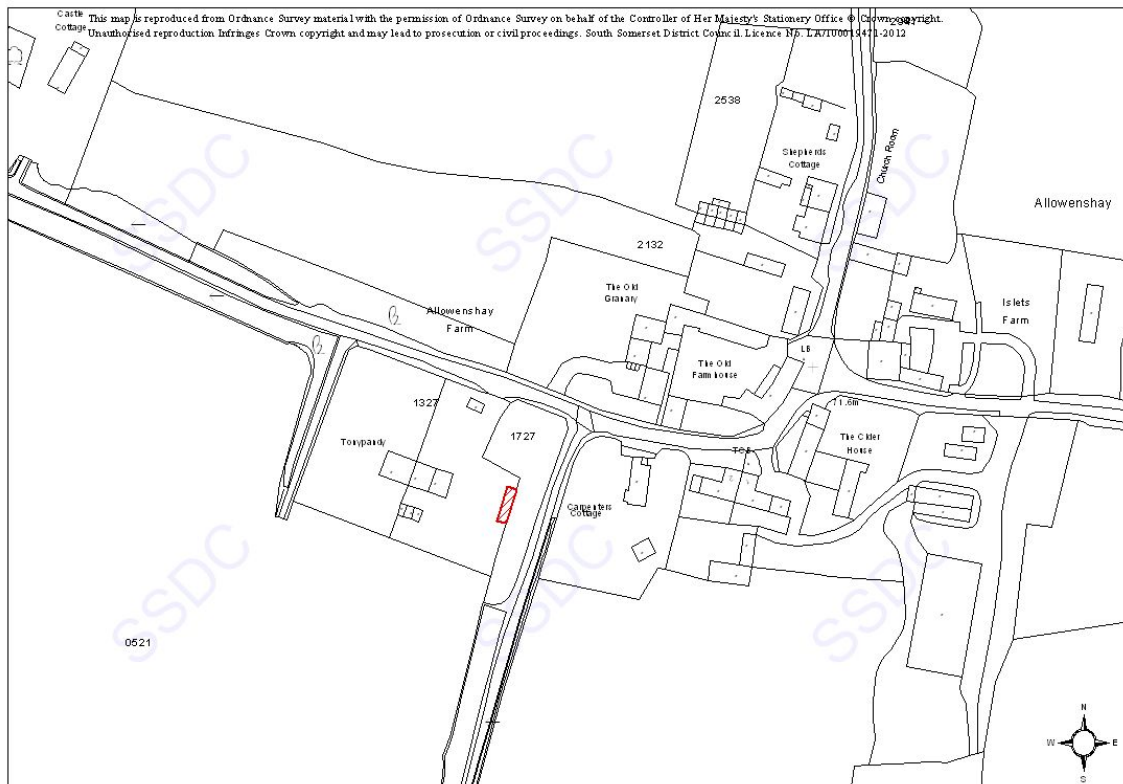 This map is reproduced from Ordnance Survey material with the permission of Ordnance Survey on behalf of the Controller of Her Majesty's Stationery Office © Crown copyright.
Unauthorised reproduction Infringes Crown copyright and may lead to prosecution or civil proceedings. South Somerset District Council. Licence No. LA/100019471-2012
Castle
Cottage
2538
Shepherds
Cottage
Church Room
Allowenshay
2132
The Old
Granary
Allowenshay
Farm
Islets
Farm
LB
The Old
Farmhouse
71.6m
1327
1727
Tonypandy
The Cider
House
Carpenters
Cottage
0521
SSDC
SSDC
SSDC
SSDC
SSDC
SSDC
N
W
E
S